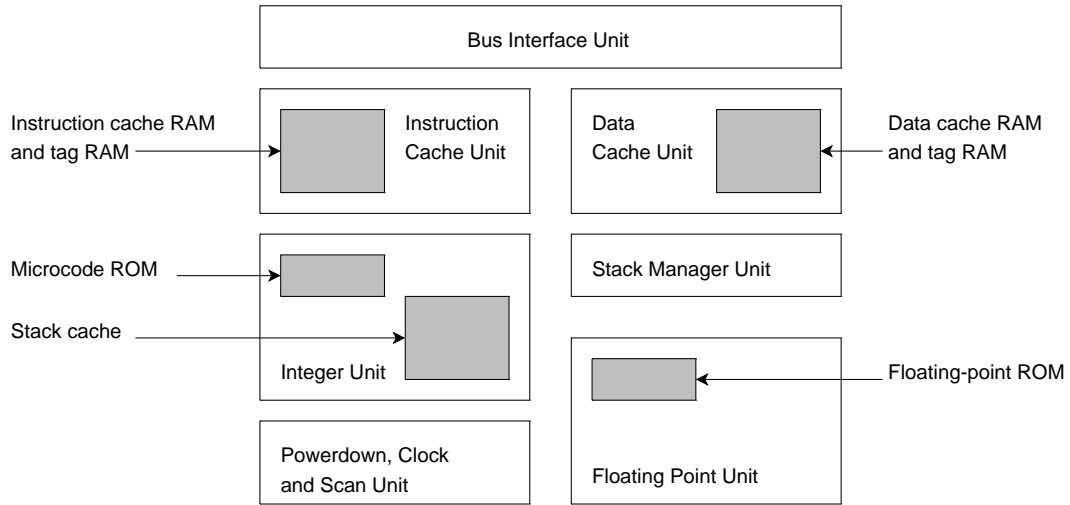 Bus Interface Unit
Instruction cache RAM
and tag RAM
Instruction
Cache Unit
Data
Cache Unit
Data cache RAM
and tag RAM
Microcode ROM
Stack Manager Unit
Stack cache
Integer Unit
Floating-point ROM
Powerdown, Clock
and Scan Unit
Floating Point Unit